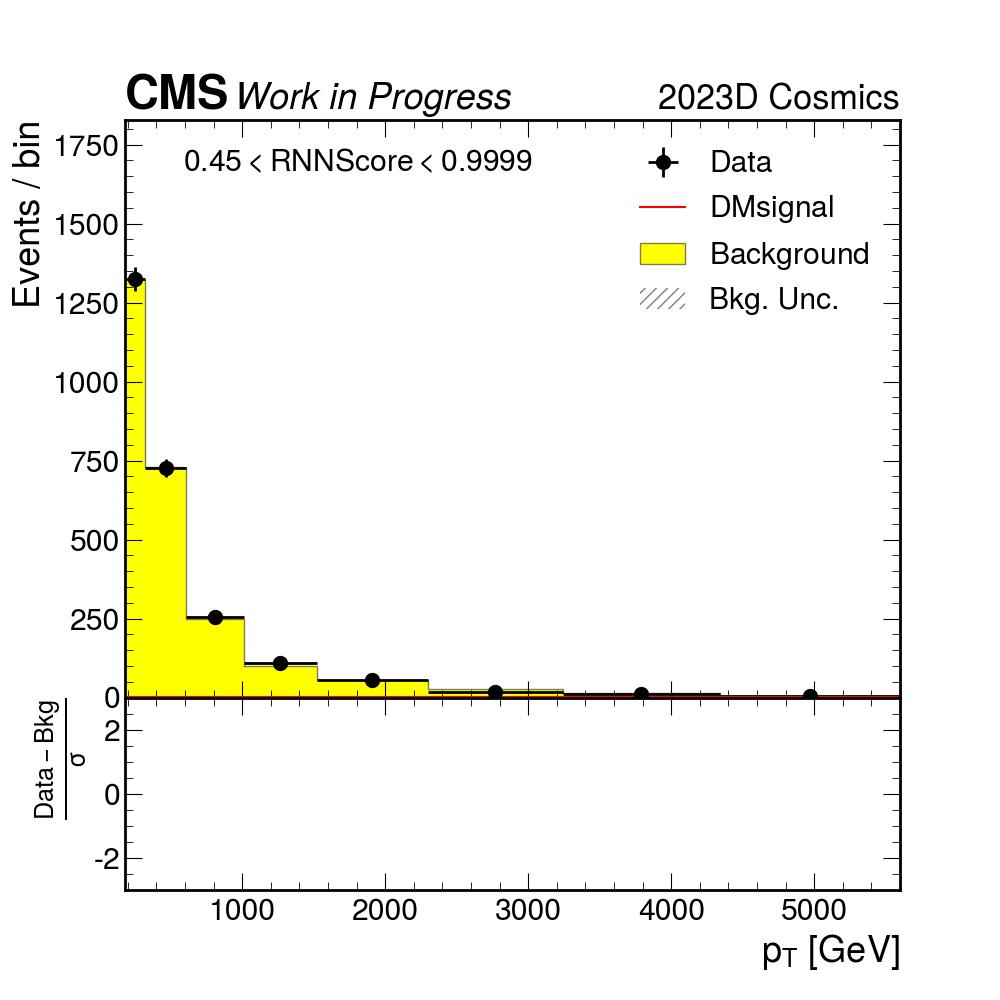 CMS Work in Progress 2023D Cosmics
0.45 < RNNScore < 0.9999
Data
DMsignal
Background
Bkg. Unc.
Events / bin
1750
1500
1250
1000
750
500
250
0
Data − Bkg
σ
2
0
-2
1000 2000 3000 4000 5000
pT [GeV]